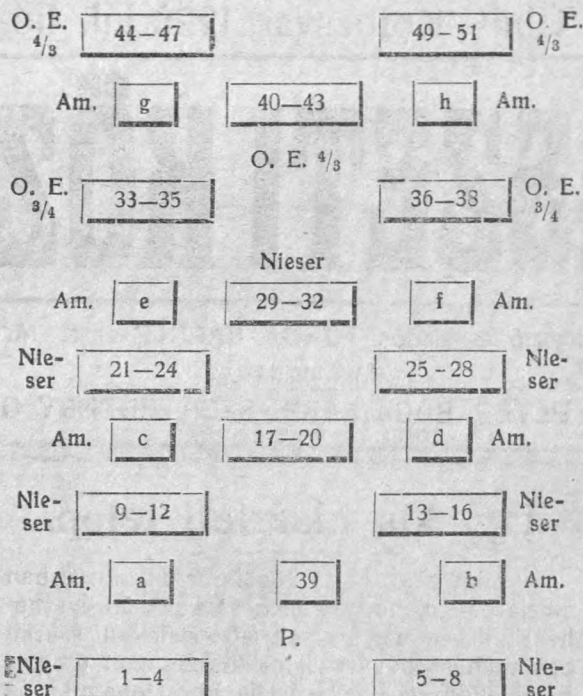 O. E. 4/3 44—47 49-51 O. E. 4/3
Am. g 40—43 h Am.
O. E. 4/3
O. E. 3/4 33—35 36—38 O. E. 3/4
Nieser
Am. e 29—32 f Am.
Nie-
ser 21—24 25-28 Nie-
ser
Am. c 17—20 d Am.
Nie-
ser 9—12 13—16 Nie-
ser
Am. a 39 b Am.
P.
Nie-
ser 1—4 5—8 Nie-
ser